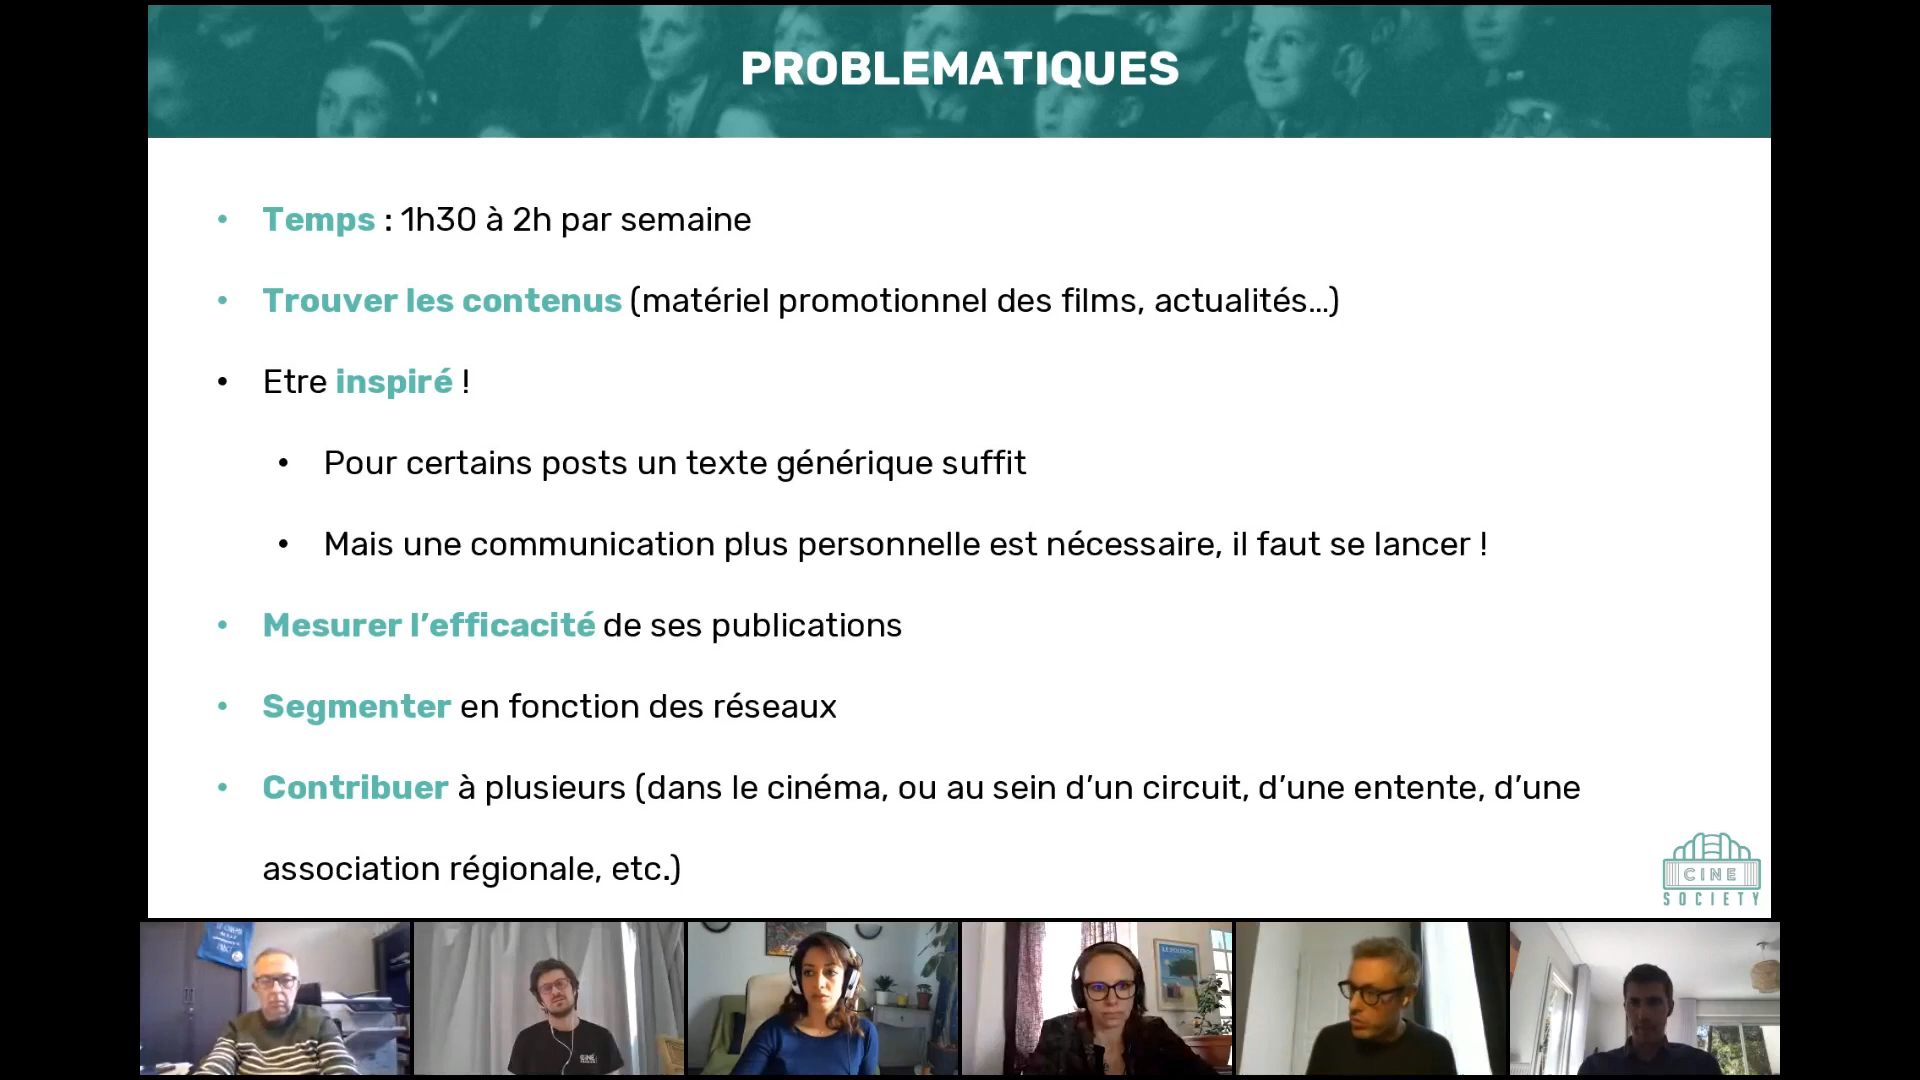 PROBLEMATIQUES
• Temps : 1h30 à 2h par semaine
• Trouver les contenus (matériel promotionnel des films, actualités...)
• Etre inspiré !
• Pour certains posts un texte générique suffit
• Mais une communication plus personnelle est nécessaire, il faut se lancer !
• Mesurer l’efficacité de ses publications
• Segmenter en fonction des réseaux
• Contribuer à plusieurs (dans le cinéma, ou au sein d’un circuit, d’une entente, d’une
association régionale, etc.)
CINE
SOCIETY